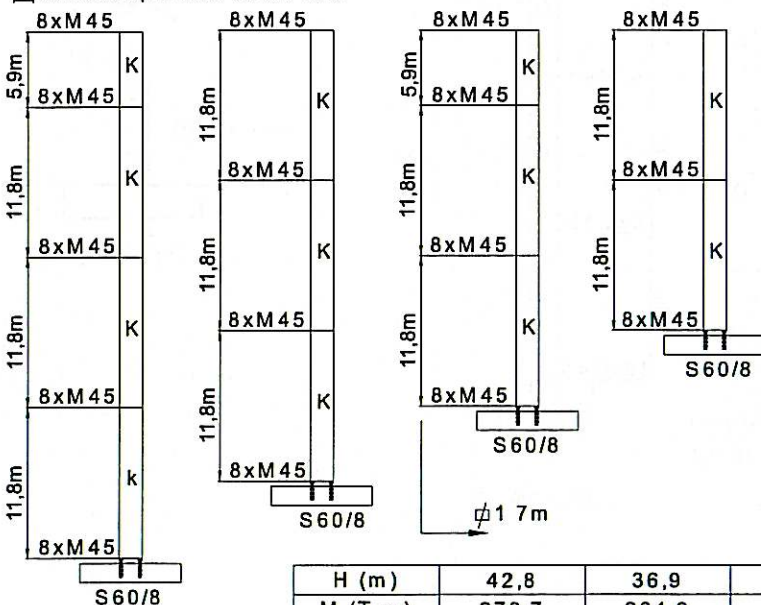 8xM45 8xM45 8xM45 8xM45
5,9m K 11,8m K 5,9m K 11,8m K
8xM45 8xM45 8xM45 8xM45
11,8m K 11,8m K 11,8m K 11,8m K
8xM45 8xM45 8xM45 8xM45
11,8m K 11,8m K 11,8m K S60/8
8xM45 8xM45 8xM45
11,8m k S60/8 S60/8
8xM45 17m
S60/8
H (m) 42,8 36,9